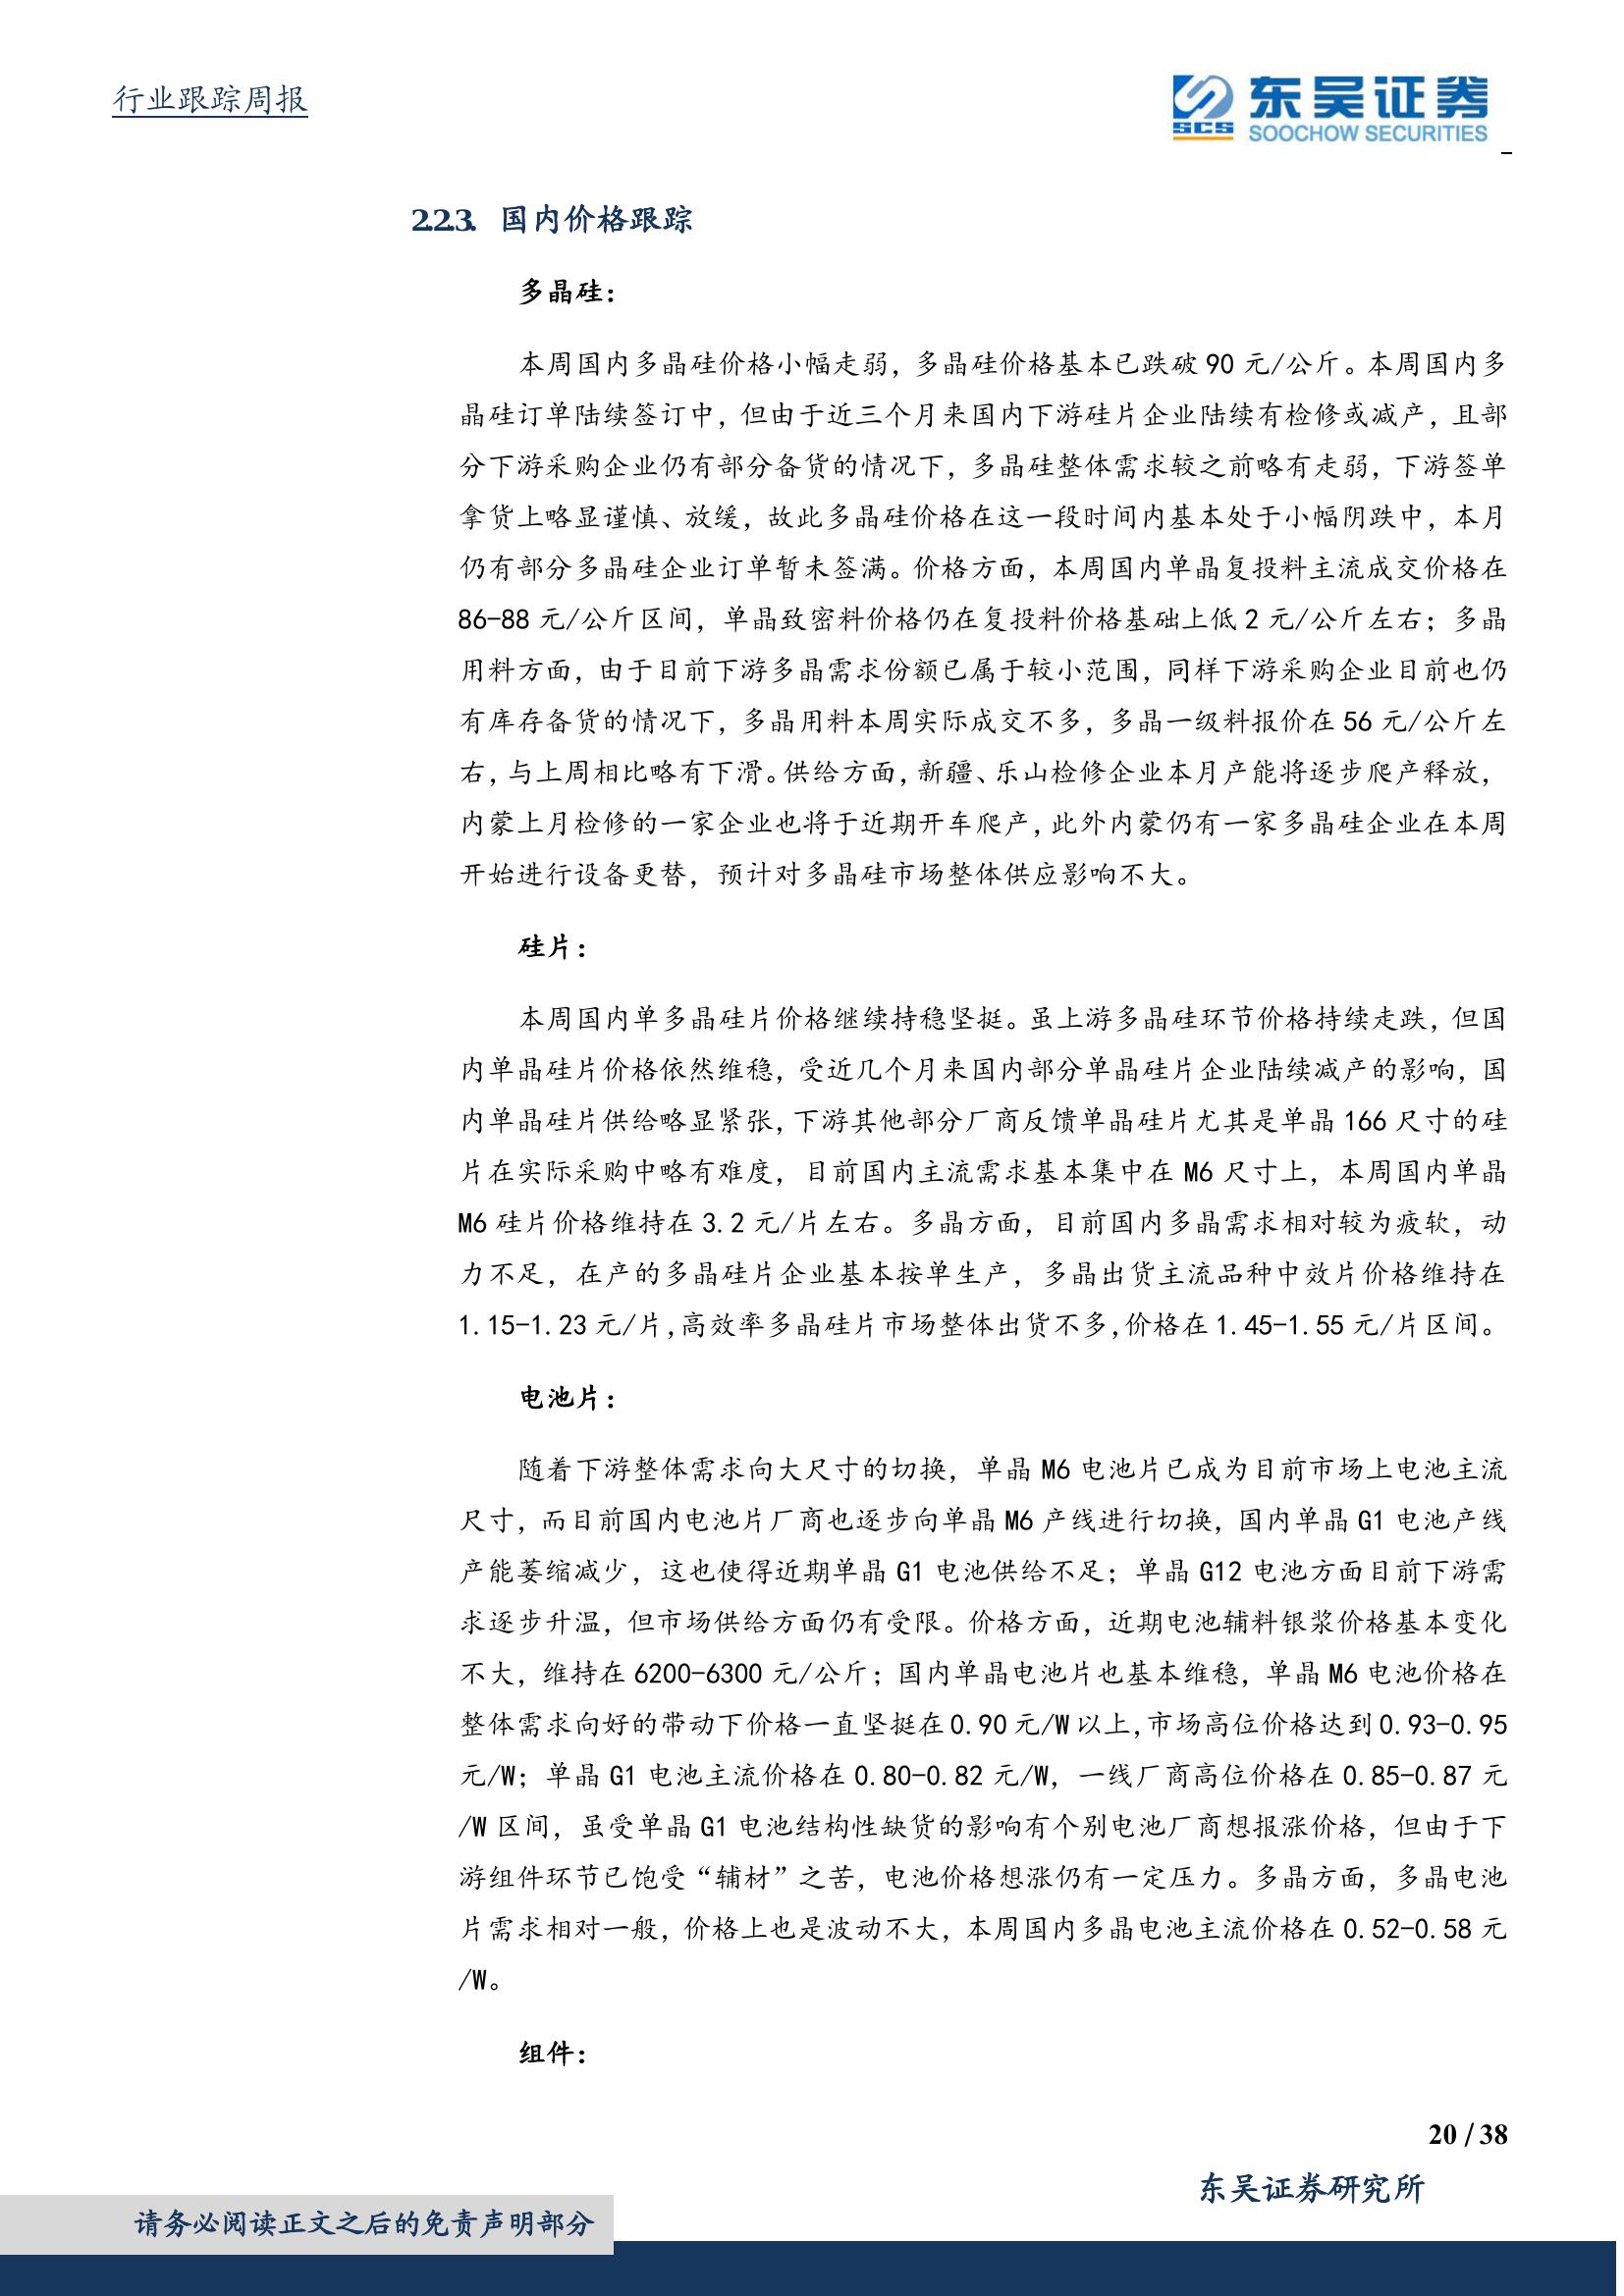 行业跟踪周报
东吴证券
SCS
SOOCHOW SECURITIES
2.2.3. 国内价格跟踪
多晶硅：
本周国内多晶硅价格小幅走弱，多晶硅价格基本已跌破 90 元/公斤。本周国内多
晶硅订单陆续签订中，但由于近三个月来国内下游硅片企业陆续有检修或减产，且部
分下游采购企业仍有部分备货的情况下，多晶硅整体需求较之前略有走弱，下游签单
拿货上略显谨慎、放缓，故此多晶硅价格在这一段时间内基本处于小幅阴跌中，本月
仍有部分多晶硅企业订单暂未签满。价格方面，本周国内单晶复投料主流成交价格在
86-88 元/公斤区间，单晶致密料价格仍在复投料价格基础上低 2 元/公斤左右；多晶
用料方面，由于目前下游多晶需求份额已属于较小范围，同样下游采购企业目前也仍
有库存备货的情况下，多晶用料本周实际成交不多，多晶一级料报价在 56 元/公斤左
右，与上周相比略有下滑。供给方面，新疆、乐山检修企业本月产能将逐步爬产释放，
内蒙上月检修的一家企业也将于近期开车爬产，此外内蒙仍有一家多晶硅企业在本周
开始进行设备更替，预计对多晶硅市场整体供应影响不大。
硅片：
本周国内单多晶硅片价格继续持稳坚挺。虽上游多晶硅环节价格持续走跌，但国
内单晶硅片价格依然维稳，受近几个月来国内部分单晶硅片企业陆续减产的影响，国
内单晶硅片供给略显紧张，下游其他部分厂商反馈单晶硅片尤其是单晶 166 尺寸的硅
片在实际采购中略有难度，目前国内主流需求基本集中在 M6 尺寸上，本周国内单晶
M6 硅片价格维持在 3.2 元/片左右。多晶方面，目前国内多晶需求相对较为疲软，动
力不足，在产的多晶硅片企业基本按单生产，多晶出货主流品种中效片价格维持在
1.15-1.23 元/片，高效率多晶硅片市场整体出货不多，价格在 1.45-1.55 元/片区间。
电池片：
随着下游整体需求向大尺寸的切换，单晶 M6 电池片已成为目前市场上电池主流
尺寸，而目前国内电池片厂商也逐步向单晶 M6 产线进行切换，国内单晶 G1 电池产线
产能萎缩减少，这也使得近期单晶 G1 电池供给不足；单晶 G12 电池方面目前下游需
求逐步升温，但市场供给方面仍有受限。价格方面，近期电池辅料银浆价格基本变化
不大，维持在 6200-6300 元/公斤；国内单晶电池片也基本维稳，单晶 M6 电池价格在
整体需求向好的带动下价格一直坚挺在 0.90 元/W 以上，市场高位价格达到 0.93-0.95
元/W；单晶 G1 电池主流价格在 0.80-0.82 元/W，一线厂商高位价格在 0.85-0.87 元
/W 区间，虽受单晶 G1 电池结构性缺货的影响有个别电池厂商想报涨价格，但由于下
游组件环节已饱受“辅材”之苦，电池价格想涨仍有一定压力。多晶方面，多晶电池
片需求相对一般，价格上也是波动不大，本周国内多晶电池主流价格在 0.52-0.58 元
/W。
组件：
20 / 38
东吴证券研究所
请务必阅读正文之后的免责声明部分